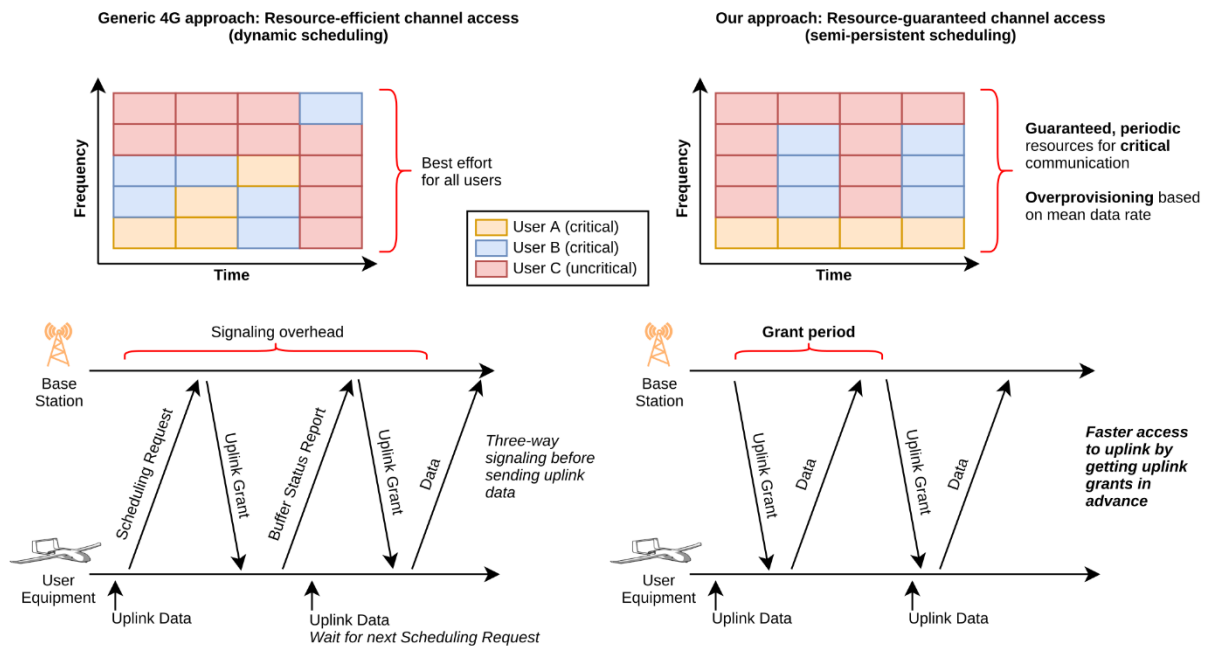 Generic 4G approach: Resource-efficient channel access
(dynamic scheduling)
Frequency
Time
Best effort
for all users
User A (critical)
User B (critical)
User C (uncritical)
Our approach: Resource-guaranteed channel access
(semi-persistent scheduling)
Frequency
Time
Guaranteed, periodic
resources for critical
communication
Overprovisioning based
on mean data rate
Signaling overhead
Base
Station
Scheduling Request
Uplink Grant
Buffer Status Report
Uplink Grant
Data
Three-way
signaling before
sending uplink
data
User
Equipment
Uplink Data
Uplink Data
Wait for next Scheduling Request
Grant period
Base
Station
Uplink Grant
Data
Uplink Grant
Data
Faster access
to uplink by
getting uplink
grants in
advance
User
Equipment
Uplink Data
Uplink Data